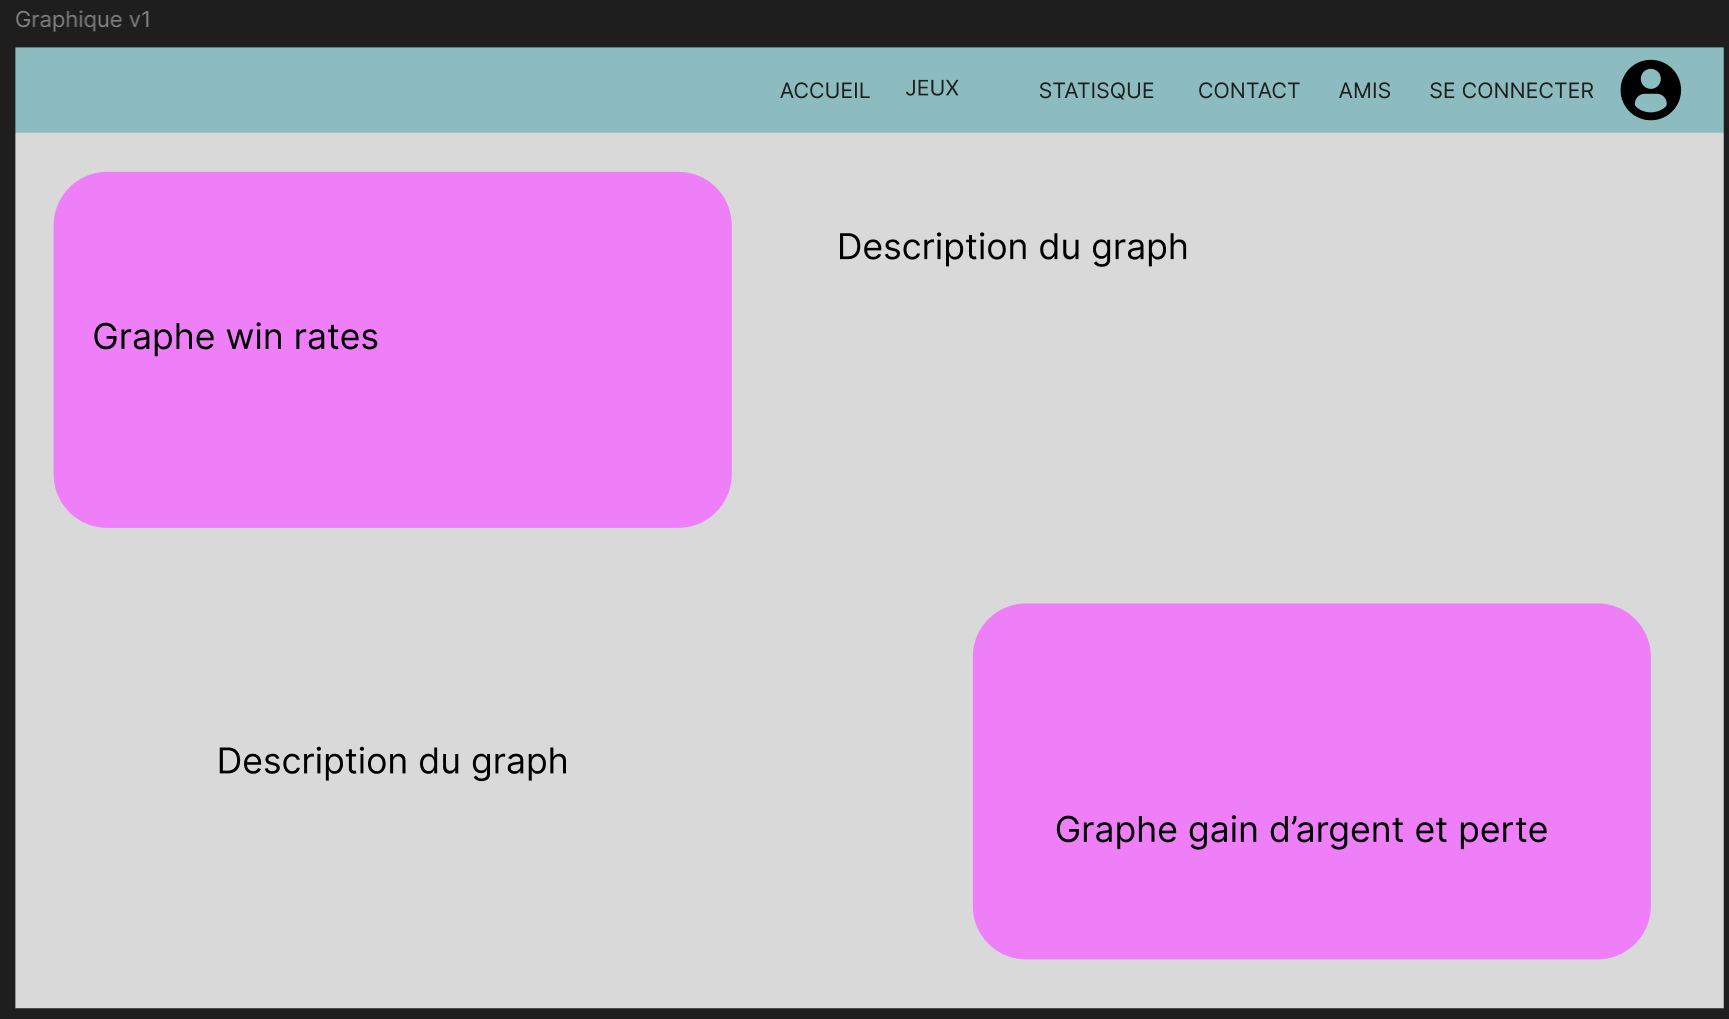 Graphique v1
ACCUEIL JEUX STATISQUE CONTACT AMIS SE CONNECTER
Description du graph
Graphe win rates
Description du graph
Graphe gain d’argent et perte